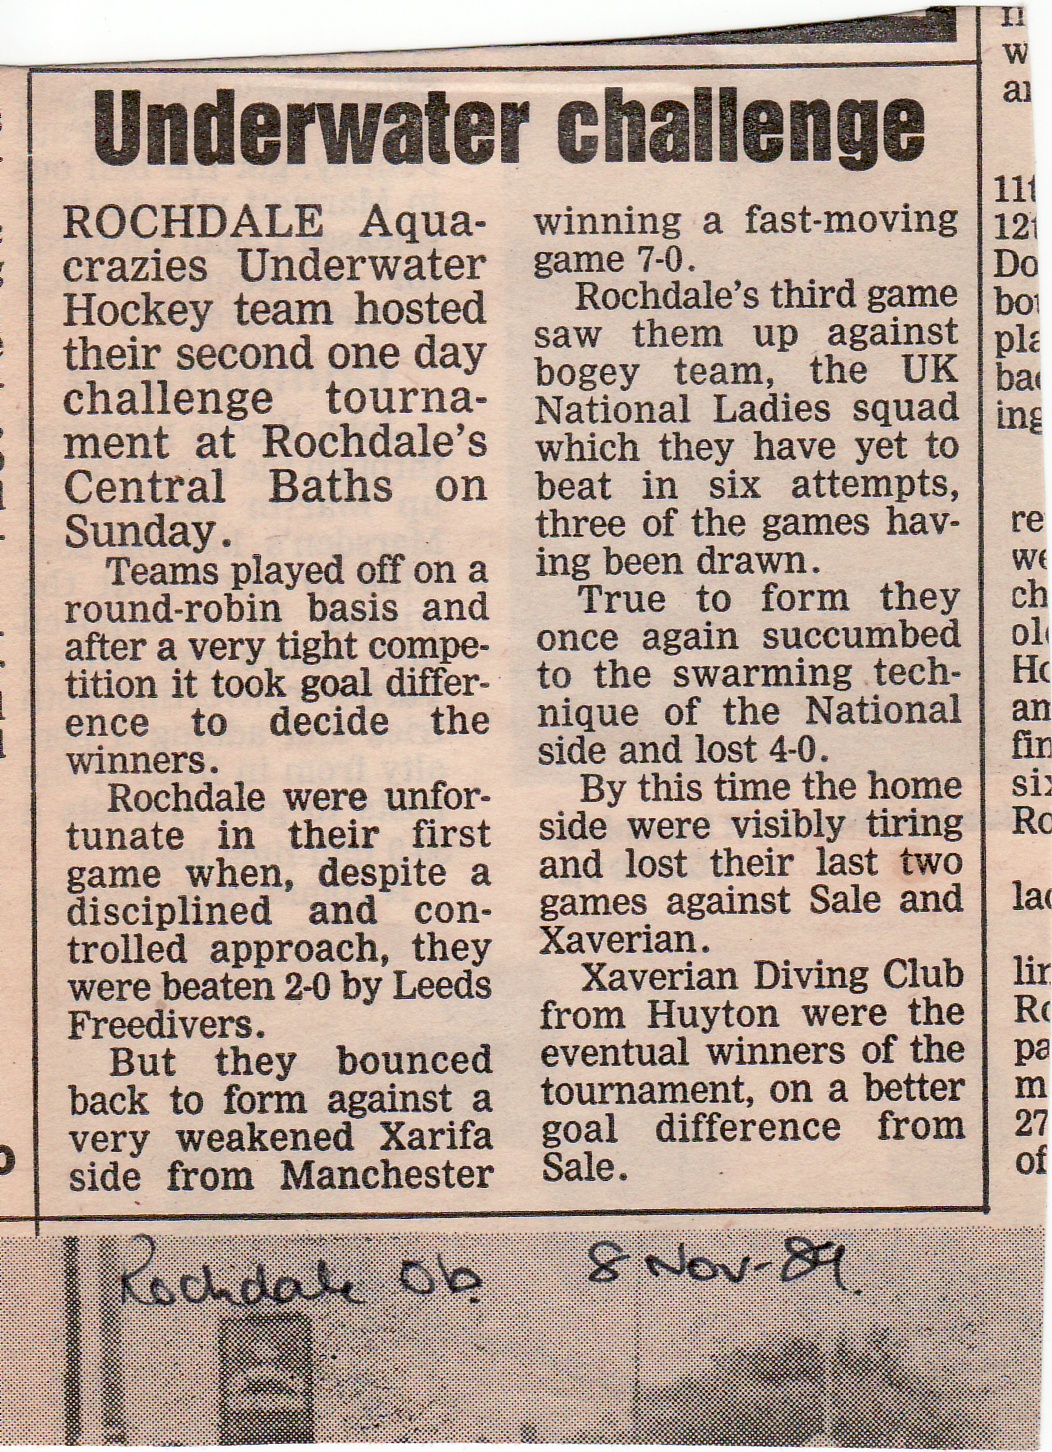 Underwater challenge
ROCHDALE Aqua-
crazies Underwater
Hockey team hosted
their second one day
challenge tourna-
ment at Rochdale's
Central Baths on
Sunday.
Teams played off on a
round-robin basis and
after a very tight compe-
tition it took goal differ-
ence to decide the
winners.
Rochdale were unfor-
tunate in their first
game when, despite a
disciplined and con-
trolled approach, they
were beaten 2-0 by Leeds
Freedivers.
But they bounced
back to form against a
very weakened Xarifa
side from Manchester
winning a fast-moving
game 7-0.
Rochdale's third game
saw them up against
bogey team, the UK
National Ladies squad
which they have yet to
beat in six attempts,
three of the games hav-
ing been drawn.
True to form they
once again succumbed
to the swarming tech-
nique of the National
side and lost 4-0.
By this time the home
side were visibly tiring
and lost their last two
games against Sale and
Xaverian.
Xaverian Diving Club
from Huyton were the
eventual winners of the
tournament, on a better
goal difference from
Sale.
Rochdale Ob. 8 Nov-89.